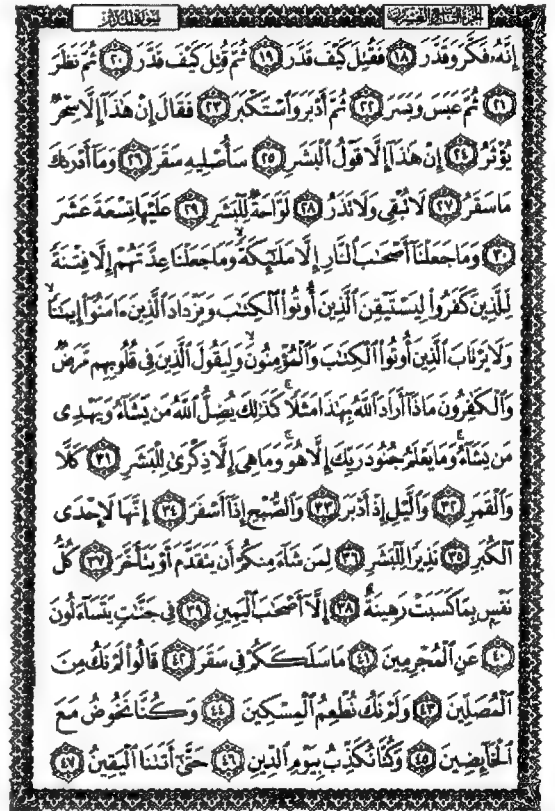 الجزء التاسع والعشرون
سورة المدثر
إِنَّهُۥ فَكَّرَ وَقَدَّرَ ١٨ فَقُتِلَ كَيْفَ قَدَّرَ ١٩ ثُمَّ قُتِلَ كَيْفَ قَدَّرَ ٢٠ ثُمَّ نَظَرَ
٢١ ثُمَّ عَبَسَ وَبَسَرَ ٢٢ ثُمَّ أَدْبَرَ وَٱسْتَكْبَرَ ٢٣ فَقَالَ إِنْ هَٰذَآ إِلَّا سِحْرٌ
يُؤْثَرُ ٢٤ إِنْ هَٰذَآ إِلَّا قَوْلُ ٱلْبَشَرِ ٢٥ سَأُصْلِيهِ سَقَرَ ٢٦ وَمَآ أَدْرَىٰكَ
مَا سَقَرُ ٢٧ لَا تُبْقِى وَلَا تَذَرُ ٢٨ لَوَّاحَةٌ لِّلْبَشَرِ ٢٩ عَلَيْهَا تِسْعَةَ عَشَرَ
٣٠ وَمَا جَعَلْنَآ أَصْحَٰبَ ٱلنَّارِ إِلَّا مَلَٰٓئِكَةً ۙ وَمَا جَعَلْنَا عِدَّتَهُمْ إِلَّا فِتْنَةً
لِّلَّذِينَ كَفَرُوا۟ لِيَسْتَيْقِنَ ٱلَّذِينَ أُوتُوا۟ ٱلْكِتَٰبَ وَيَزْدَادَ ٱلَّذِينَ ءَامَنُوٓا۟ إِيمَٰنًا ۙ
وَلَا يَرْتَابَ ٱلَّذِينَ أُوتُوا۟ ٱلْكِتَٰبَ وَٱلْمُؤْمِنُونَ ۙ وَلِيَقُولَ ٱلَّذِينَ فِى قُلُوبِهِم مَّرَضٌ
وَٱلْكَٰفِرُونَ مَاذَآ أَرَادَ ٱللَّهُ بِهَٰذَا مَثَلًا ۚ كَذَٰلِكَ يُضِلُّ ٱللَّهُ مَن يَشَآءُ وَيَهْدِى
مَن يَشَآءُ ۚ وَمَا يَعْلَمُ جُنُودَ رَبِّكَ إِلَّا هُوَ ۚ وَمَا هِىَ إِلَّا ذِكْرَىٰ لِلْبَشَرِ ٣١ كَلَّا
وَٱلْقَمَرِ ٣٢ وَٱلَّيْلِ إِذْ أَدْبَرَ ٣٣ وَٱلصُّبْحِ إِذَآ أَسْفَرَ ٣٤ إِنَّهَا لَإِحْدَى
ٱلْكُبَرِ ٣٥ نَذِيرًا لِّلْبَشَرِ ٣٦ لِمَن شَآءَ مِنكُمْ أَن يَتَقَدَّمَ أَوْ يَتَأَخَّرَ ٣٧ كُلُّ
نَفْسٍۭ بِمَا كَسَبَتْ رَهِينَةٌ ٣٨ إِلَّآ أَصْحَٰبَ ٱلْيَمِينِ ٣٩ فِى جَنَّٰتٍ يَتَسَآءَلُونَ
٤٠ عَنِ ٱلْمُجْرِمِينَ ٤١ مَا سَلَكَكُمْ فِى سَقَرَ ٤٢ قَالُوا۟ لَمْ نَكُ مِنَ
ٱلْمُصَلِّينَ ٤٣ وَلَمْ نَكُ نُطْعِمُ ٱلْمِسْكِينَ ٤٤ وَكُنَّا نَخُوضُ مَعَ
ٱلْخَآئِضِينَ ٤٥ وَكُنَّا نُكَذِّبُ بِيَوْمِ ٱلدِّينِ ٤٦ حَتَّىٰٓ أَتَىٰنَا ٱلْيَقِينُ ٤٧